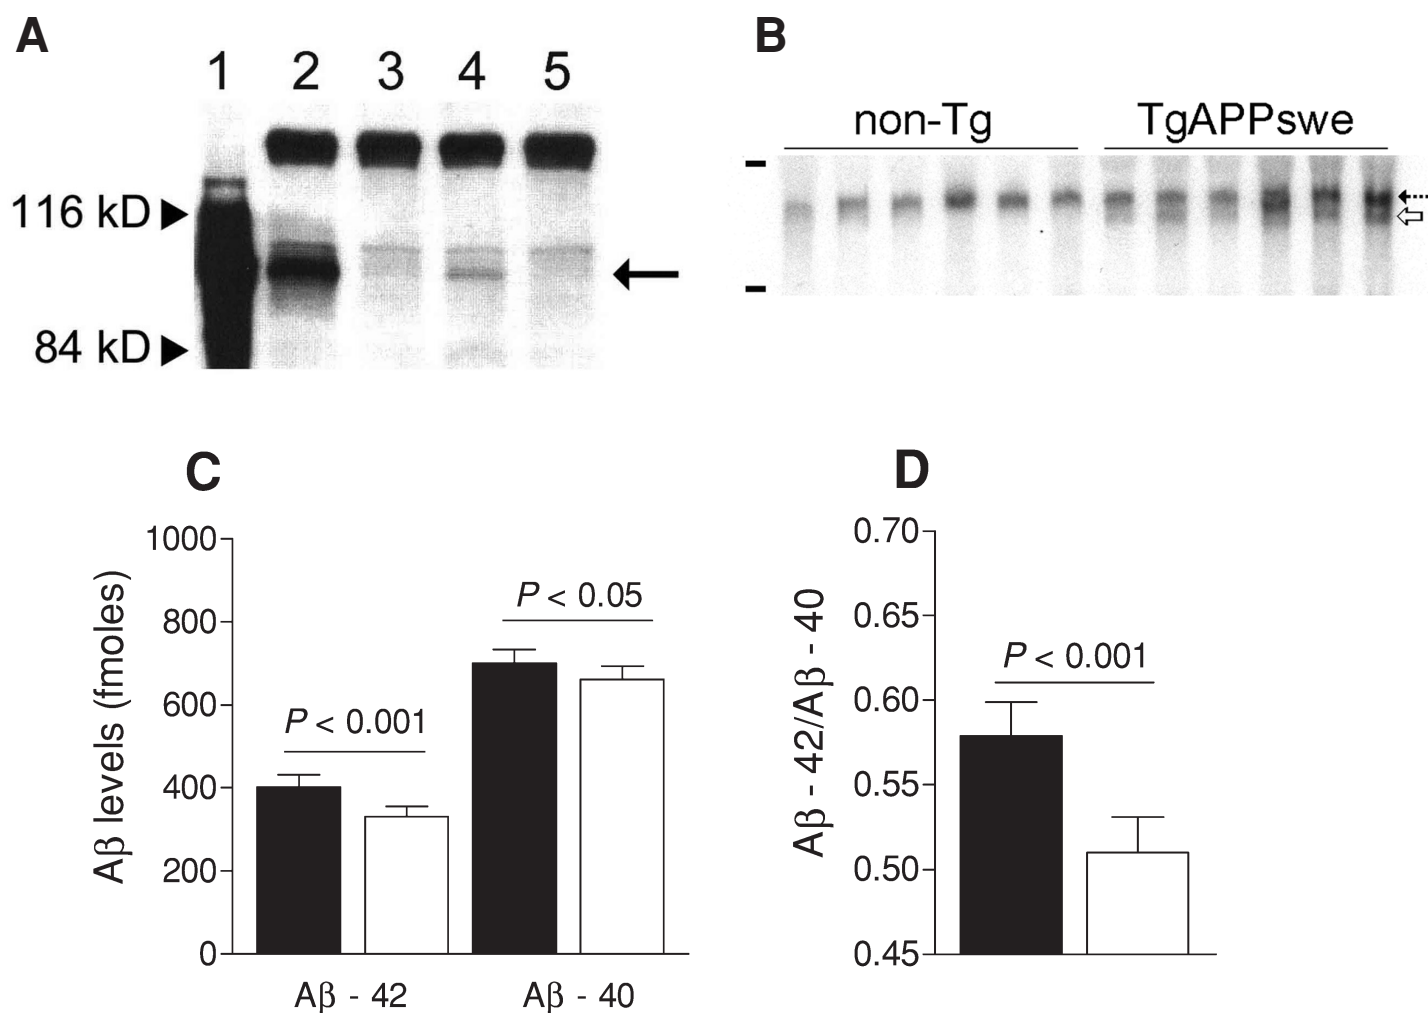 A
1 2 3 4 5
116 kD
84 kD
B
non-Tg TgAPPswe
C
Aβ levels (fmoles)
1000
800
600
400
200
0
P < 0.001
P < 0.05
Aβ - 42 Aβ - 40
D
Aβ - 42/Aβ - 40
0.70
0.65
0.60
0.55
0.50
0.45
P < 0.001